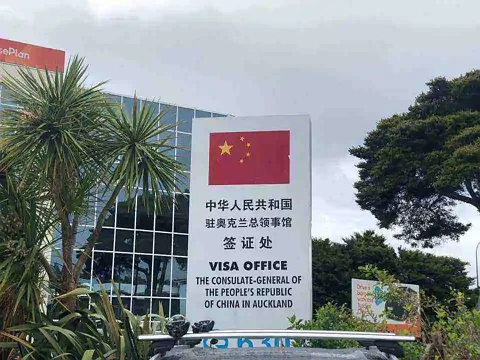 sePlan
中华人民共和国
驻奥克兰总领事馆
签证处
VISA OFFICE
THE CONSULATE-GENERAL OF
THE PEOPLE'S REPUBLIC
OF CHINA IN AUCKLAND